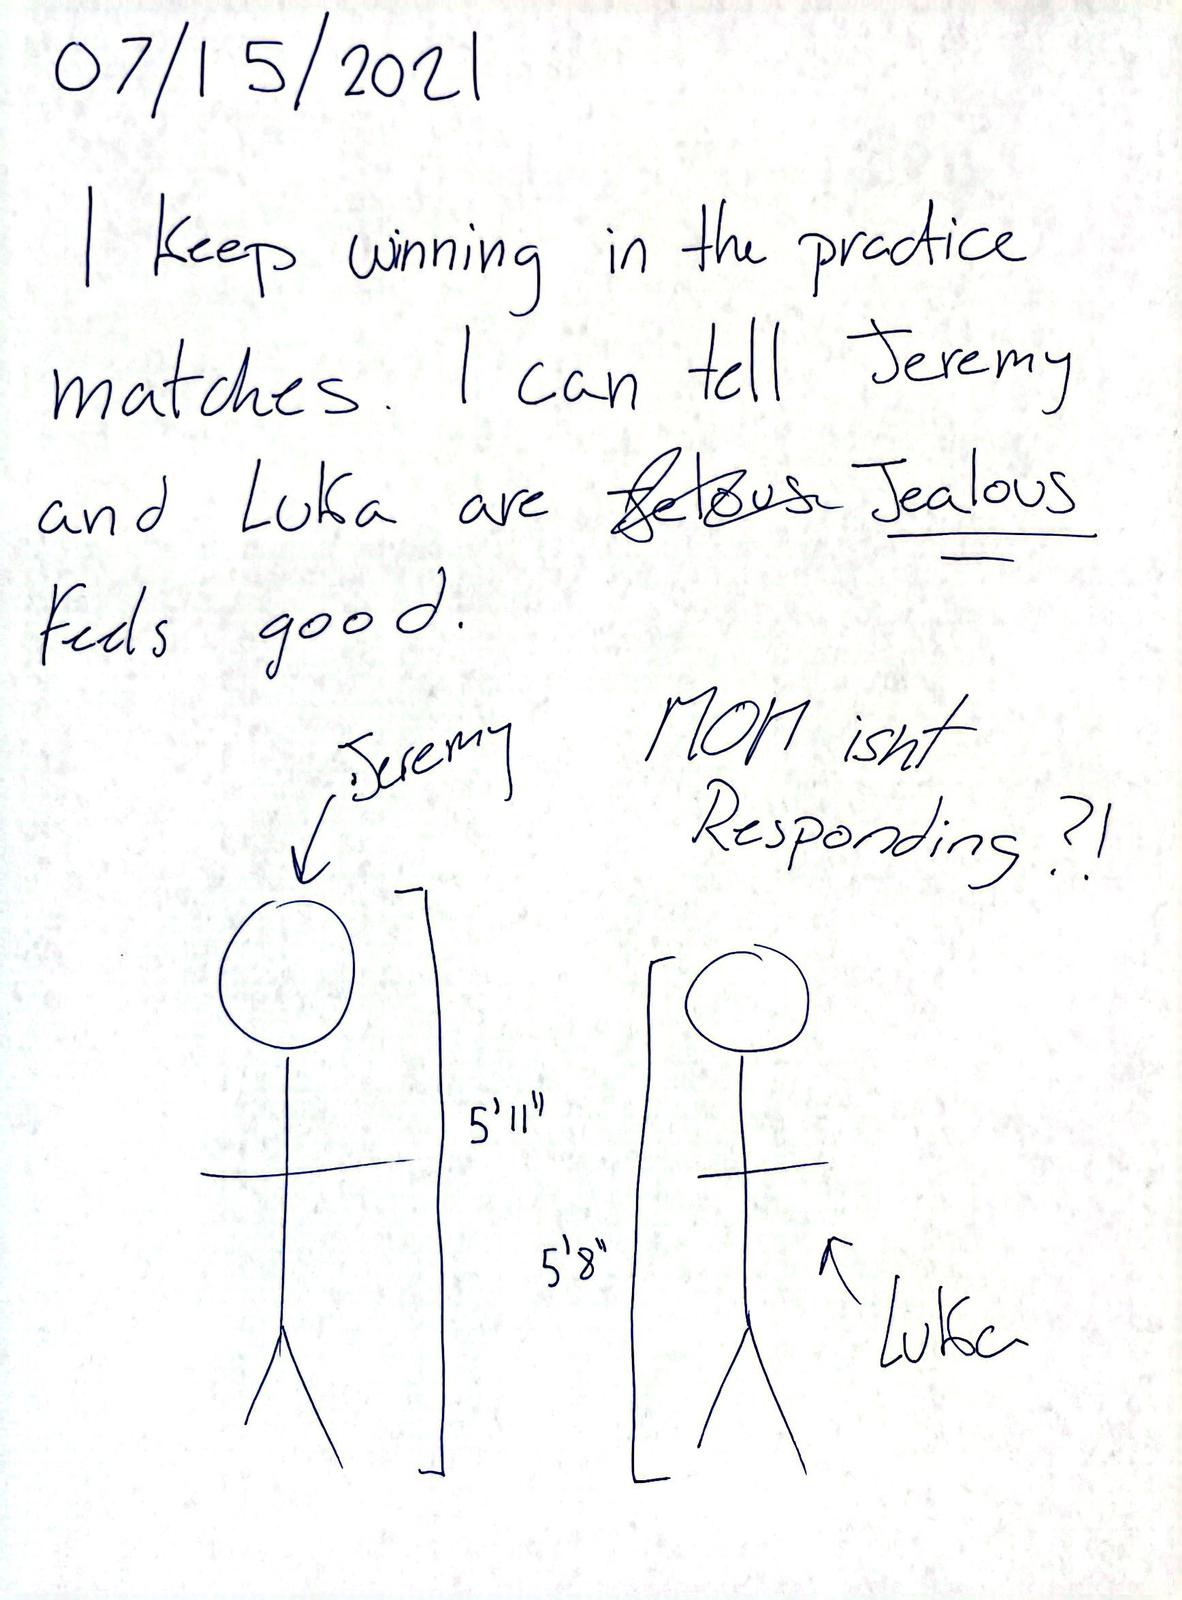 07/15/2021
I Keep winning in the practice
matches. I can tell Jeremy
and Luka are Jealous
Feels good.
Jeremy
MOM isnt
Responding?!
5'11"
5'8"
Luka